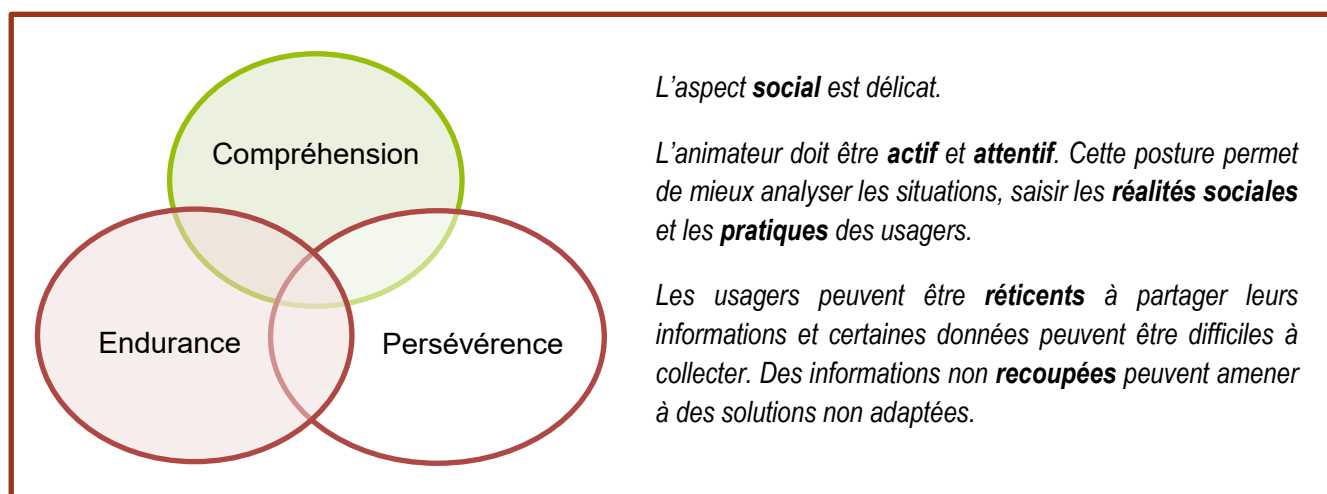 Compréhension
Endurance
Persévérence
L’aspect social est délicat.
L’animateur doit être actif et attentif. Cette posture permet
de mieux analyser les situations, saisir les réalités sociales
et les pratiques des usagers.
Les usagers peuvent être réticents à partager leurs
informations et certaines données peuvent être difficiles à
collecter. Des informations non recoupées peuvent amener
à des solutions non adaptées.